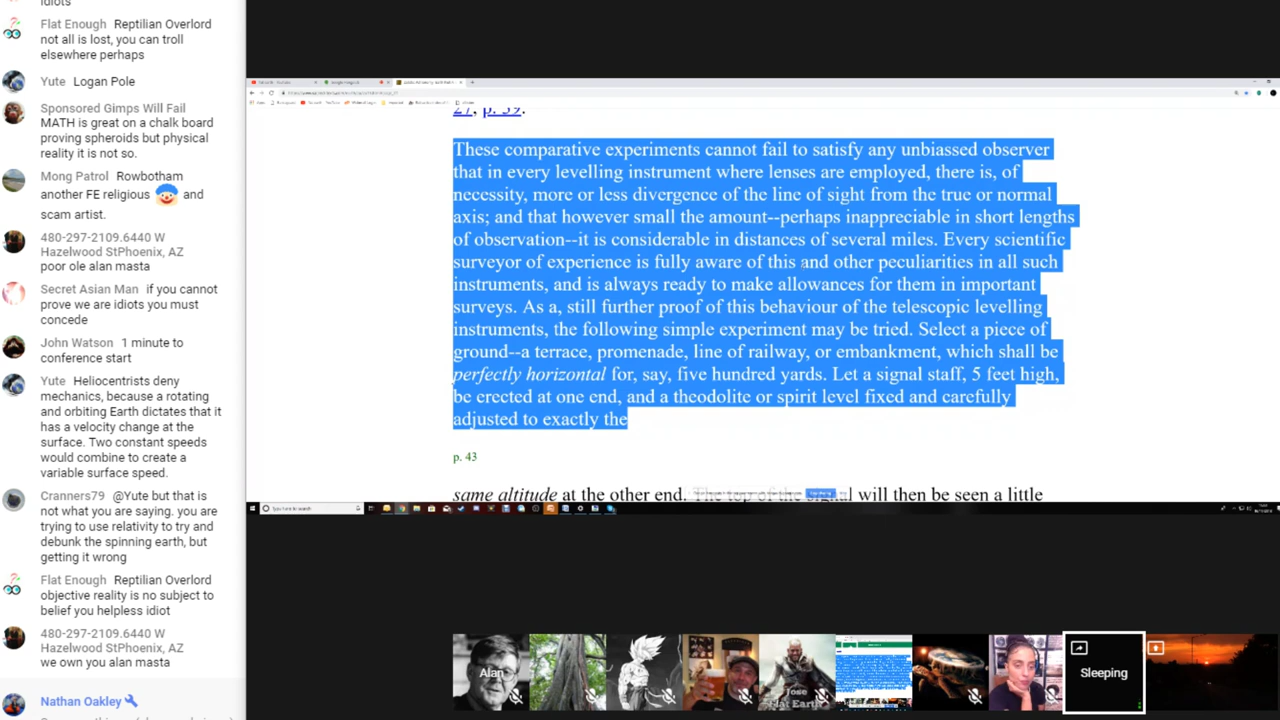 idiots
Flat Enough Reptilian Overlord
not all is lost, you can troll
elsewhere perhaps
Yute Logan Pole
Sponsored Gimps Will Fail
MATH is great on a chalk board
proving spheroids but physical
reality it is not so.
Mong Patrol Rowbotham
another FE religious 🤡 and
scam artist.
480-297-2109.6440 W
Hazelwood StPhoenix, AZ
poor ole alan masta
Secret Asian Man if you cannot
prove we are idiots you must
concede
John Watson 1 minute to
conference start
Yute Heliocentrists deny
mechanics, because a rotating
and orbiting Earth dictates that it
has a velocity change at the
surface. Two constant speeds
would combine to create a
variable surface speed.
Cranners79 @Yute but that is
not what you are saying. you are
trying to use relativity to try and
debunk the spinning earth, but
getting it wrong
Flat Enough Reptilian Overlord
objective reality is no subject to
belief you helpless idiot
480-297-2109.6440 W
Hazelwood StPhoenix, AZ
we own you alan masta
Nathan Oakley
27, p. 39.
These comparative experiments cannot fail to satisfy any unbiassed observer
that in every levelling instrument where lenses are employed, there is, of
necessity, more or less divergence of the line of sight from the true or normal
axis; and that however small the amount--perhaps inappreciable in short lengths
of observation--it is considerable in distances of several miles. Every scientific
surveyor of experience is fully aware of this and other peculiarities in all such
instruments, and is always ready to make allowances for them in important
surveys. As a, still further proof of this behaviour of the telescopic levelling
instruments, the following simple experiment may be tried. Select a piece of
ground--a terrace, promenade, line of railway, or embankment, which shall be
perfectly horizontal for, say, five hundred yards. Let a signal staff, 5 feet high,
be erected at one end, and a theodolite or spirit level fixed and carefully
adjusted to exactly the
p. 43
same altitude at the other end. The top of the signal will then be seen a little
Type here to search
Alan
Jose
Flat Earth
Sleeping